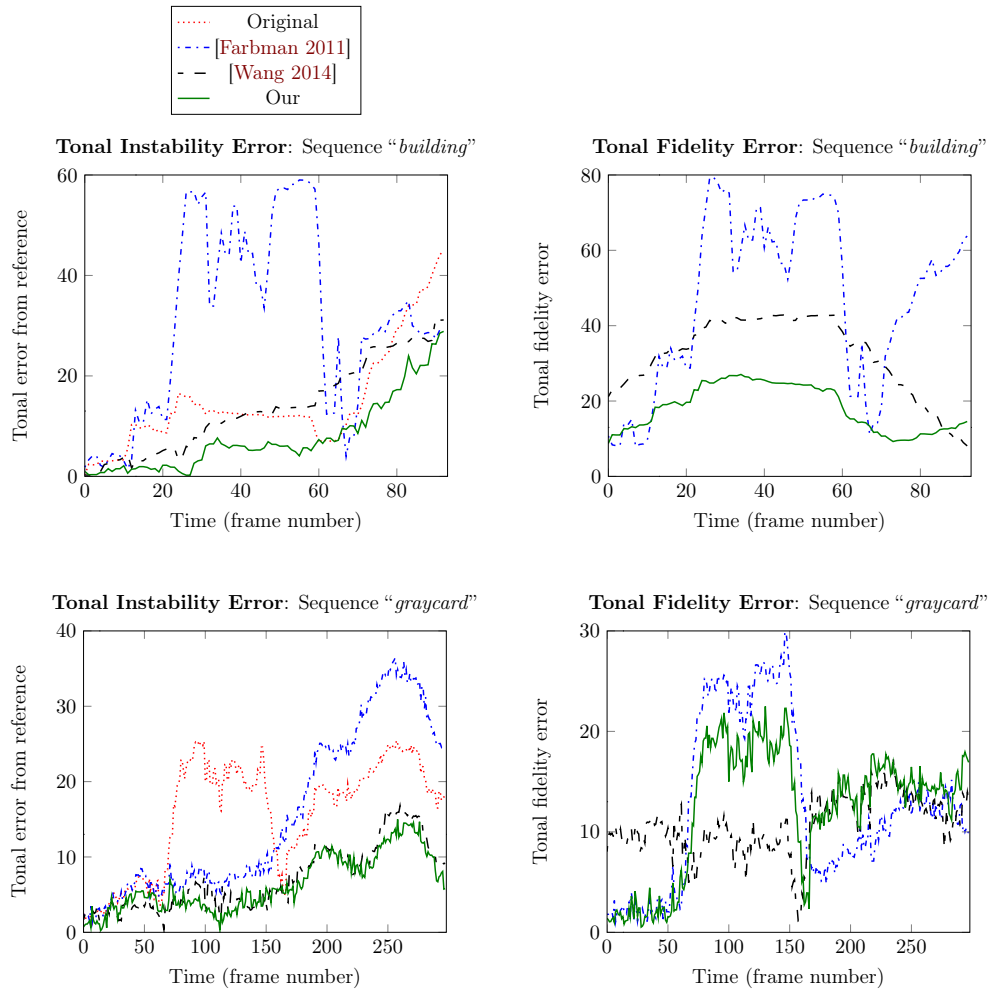 Original
[Farbman 2011]
[Wang 2014]
Our
Tonal Instability Error: Sequence “building”
Tonal error from reference
60
40
20
0
0 20 40 60 80
Time (frame number)
Tonal Fidelity Error: Sequence “building”
Tonal fidelity error
80
60
40
20
0
0 20 40 60 80
Time (frame number)
Tonal Instability Error: Sequence “graycard”
Tonal error from reference
40
30
20
10
0
0 50 100 150 200 250
Time (frame number)
Tonal Fidelity Error: Sequence “graycard”
Tonal fidelity error
30
20
10
0
0 50 100 150 200 250
Time (frame number)